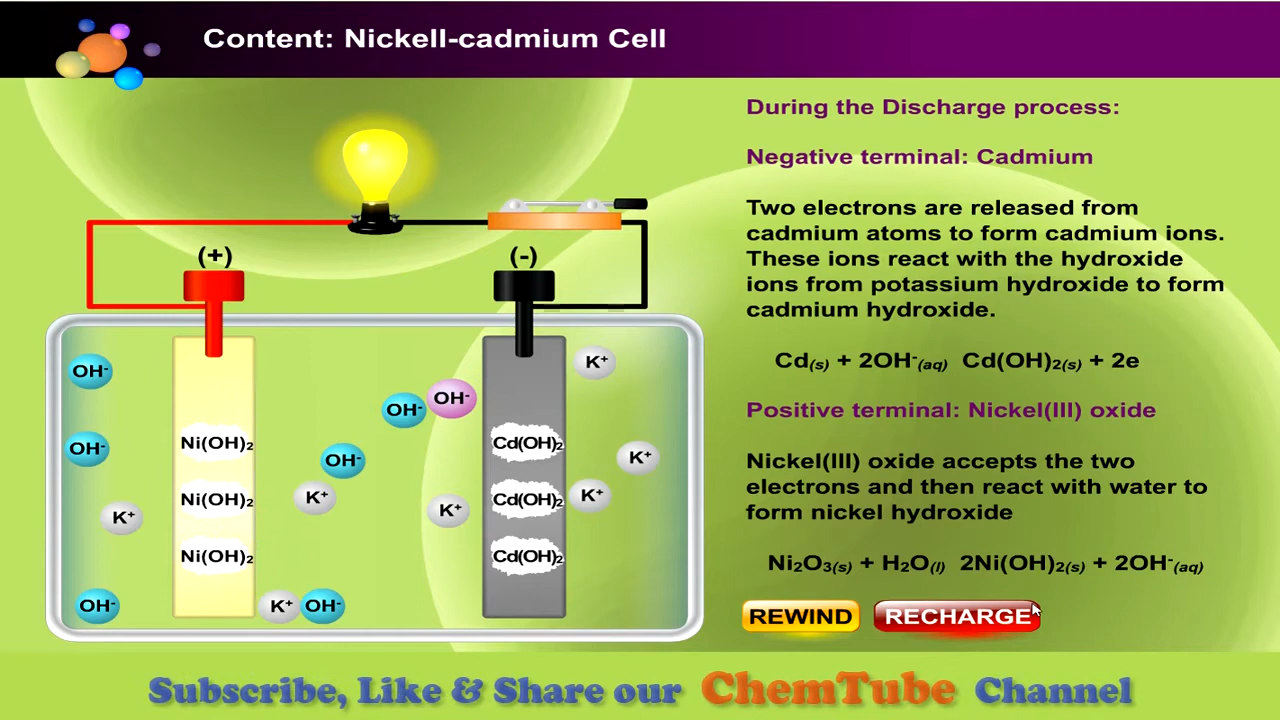 Content: Nickell-cadmium Cell
During the Discharge process:
Negative terminal: Cadmium
Two electrons are released from
cadmium atoms to form cadmium ions.
These ions react with the hydroxide
ions from potassium hydroxide to form
cadmium hydroxide.
Cd(s) + 2OH⁻(aq) Cd(OH)₂(s) + 2e
Positive terminal: Nickel(III) oxide
Nickel(III) oxide accepts the two
electrons and then react with water to
form nickel hydroxide
Ni₂O₃(s) + H₂O(l) 2Ni(OH)₂(s) + 2OH⁻(aq)
REWIND
RECHARGE
(+)
(-)
OH⁻
K⁺
OH⁻
OH⁻
OH⁻
Ni(OH)₂
Cd(OH)₂
OH⁻
K⁺
K⁺
Ni(OH)₂
K⁺
Cd(OH)₂
K⁺
K⁺
K⁺
Ni(OH)₂
Cd(OH)₂
OH⁻
K⁺
OH⁻
Subscribe, Like & Share our ChemTube Channel